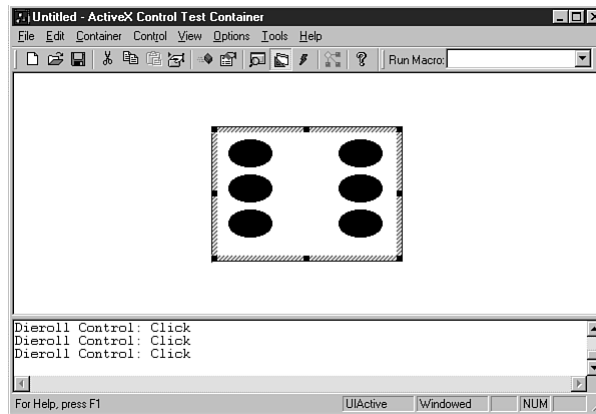 Untitled - ActiveX Control Test Container
File Edit Container Control View Options Tools Help
Run Macro:
Dieroll Control: Click
Dieroll Control: Click
Dieroll Control: Click
For Help, press F1 UIActive Windowed NUM